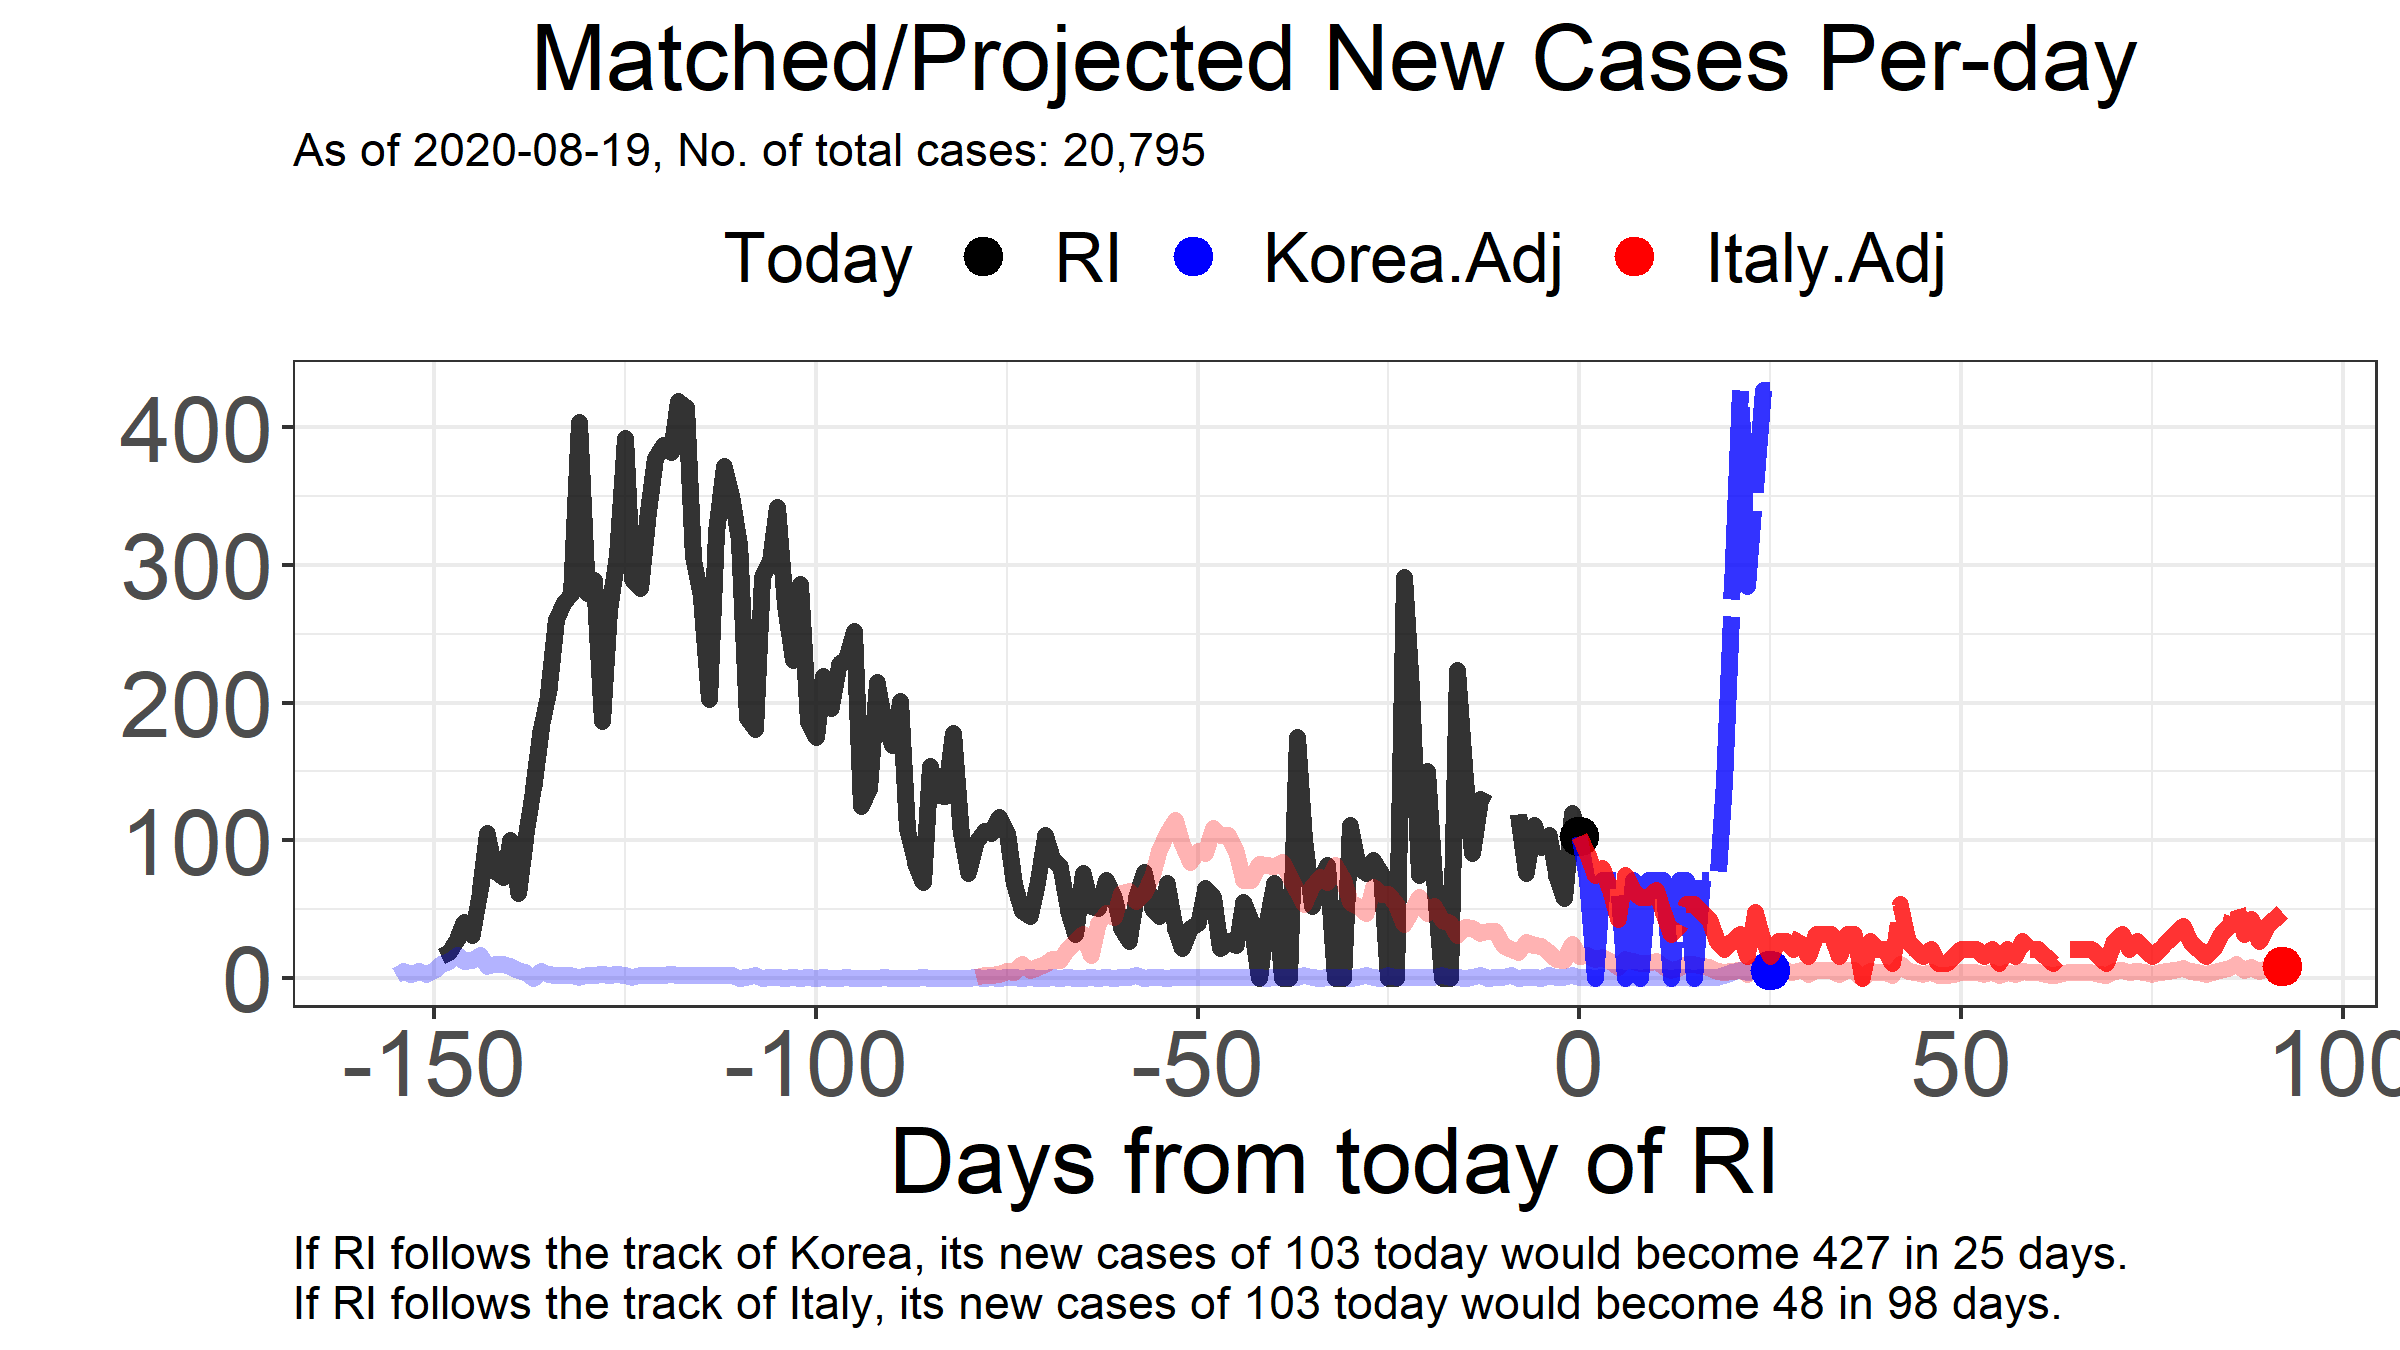 Matched/Projected New Cases Per-day
As of 2020-08-19, No. of total cases: 20,795
Today RI Korea.Adj Italy.Adj
400
300
200
100
0
-150 -100 -50 0 50 100
Days from today of RI
If RI follows the track of Korea, its new cases of 103 today would become 427 in 25 days.
If RI follows the track of Italy, its new cases of 103 today would become 48 in 98 days.